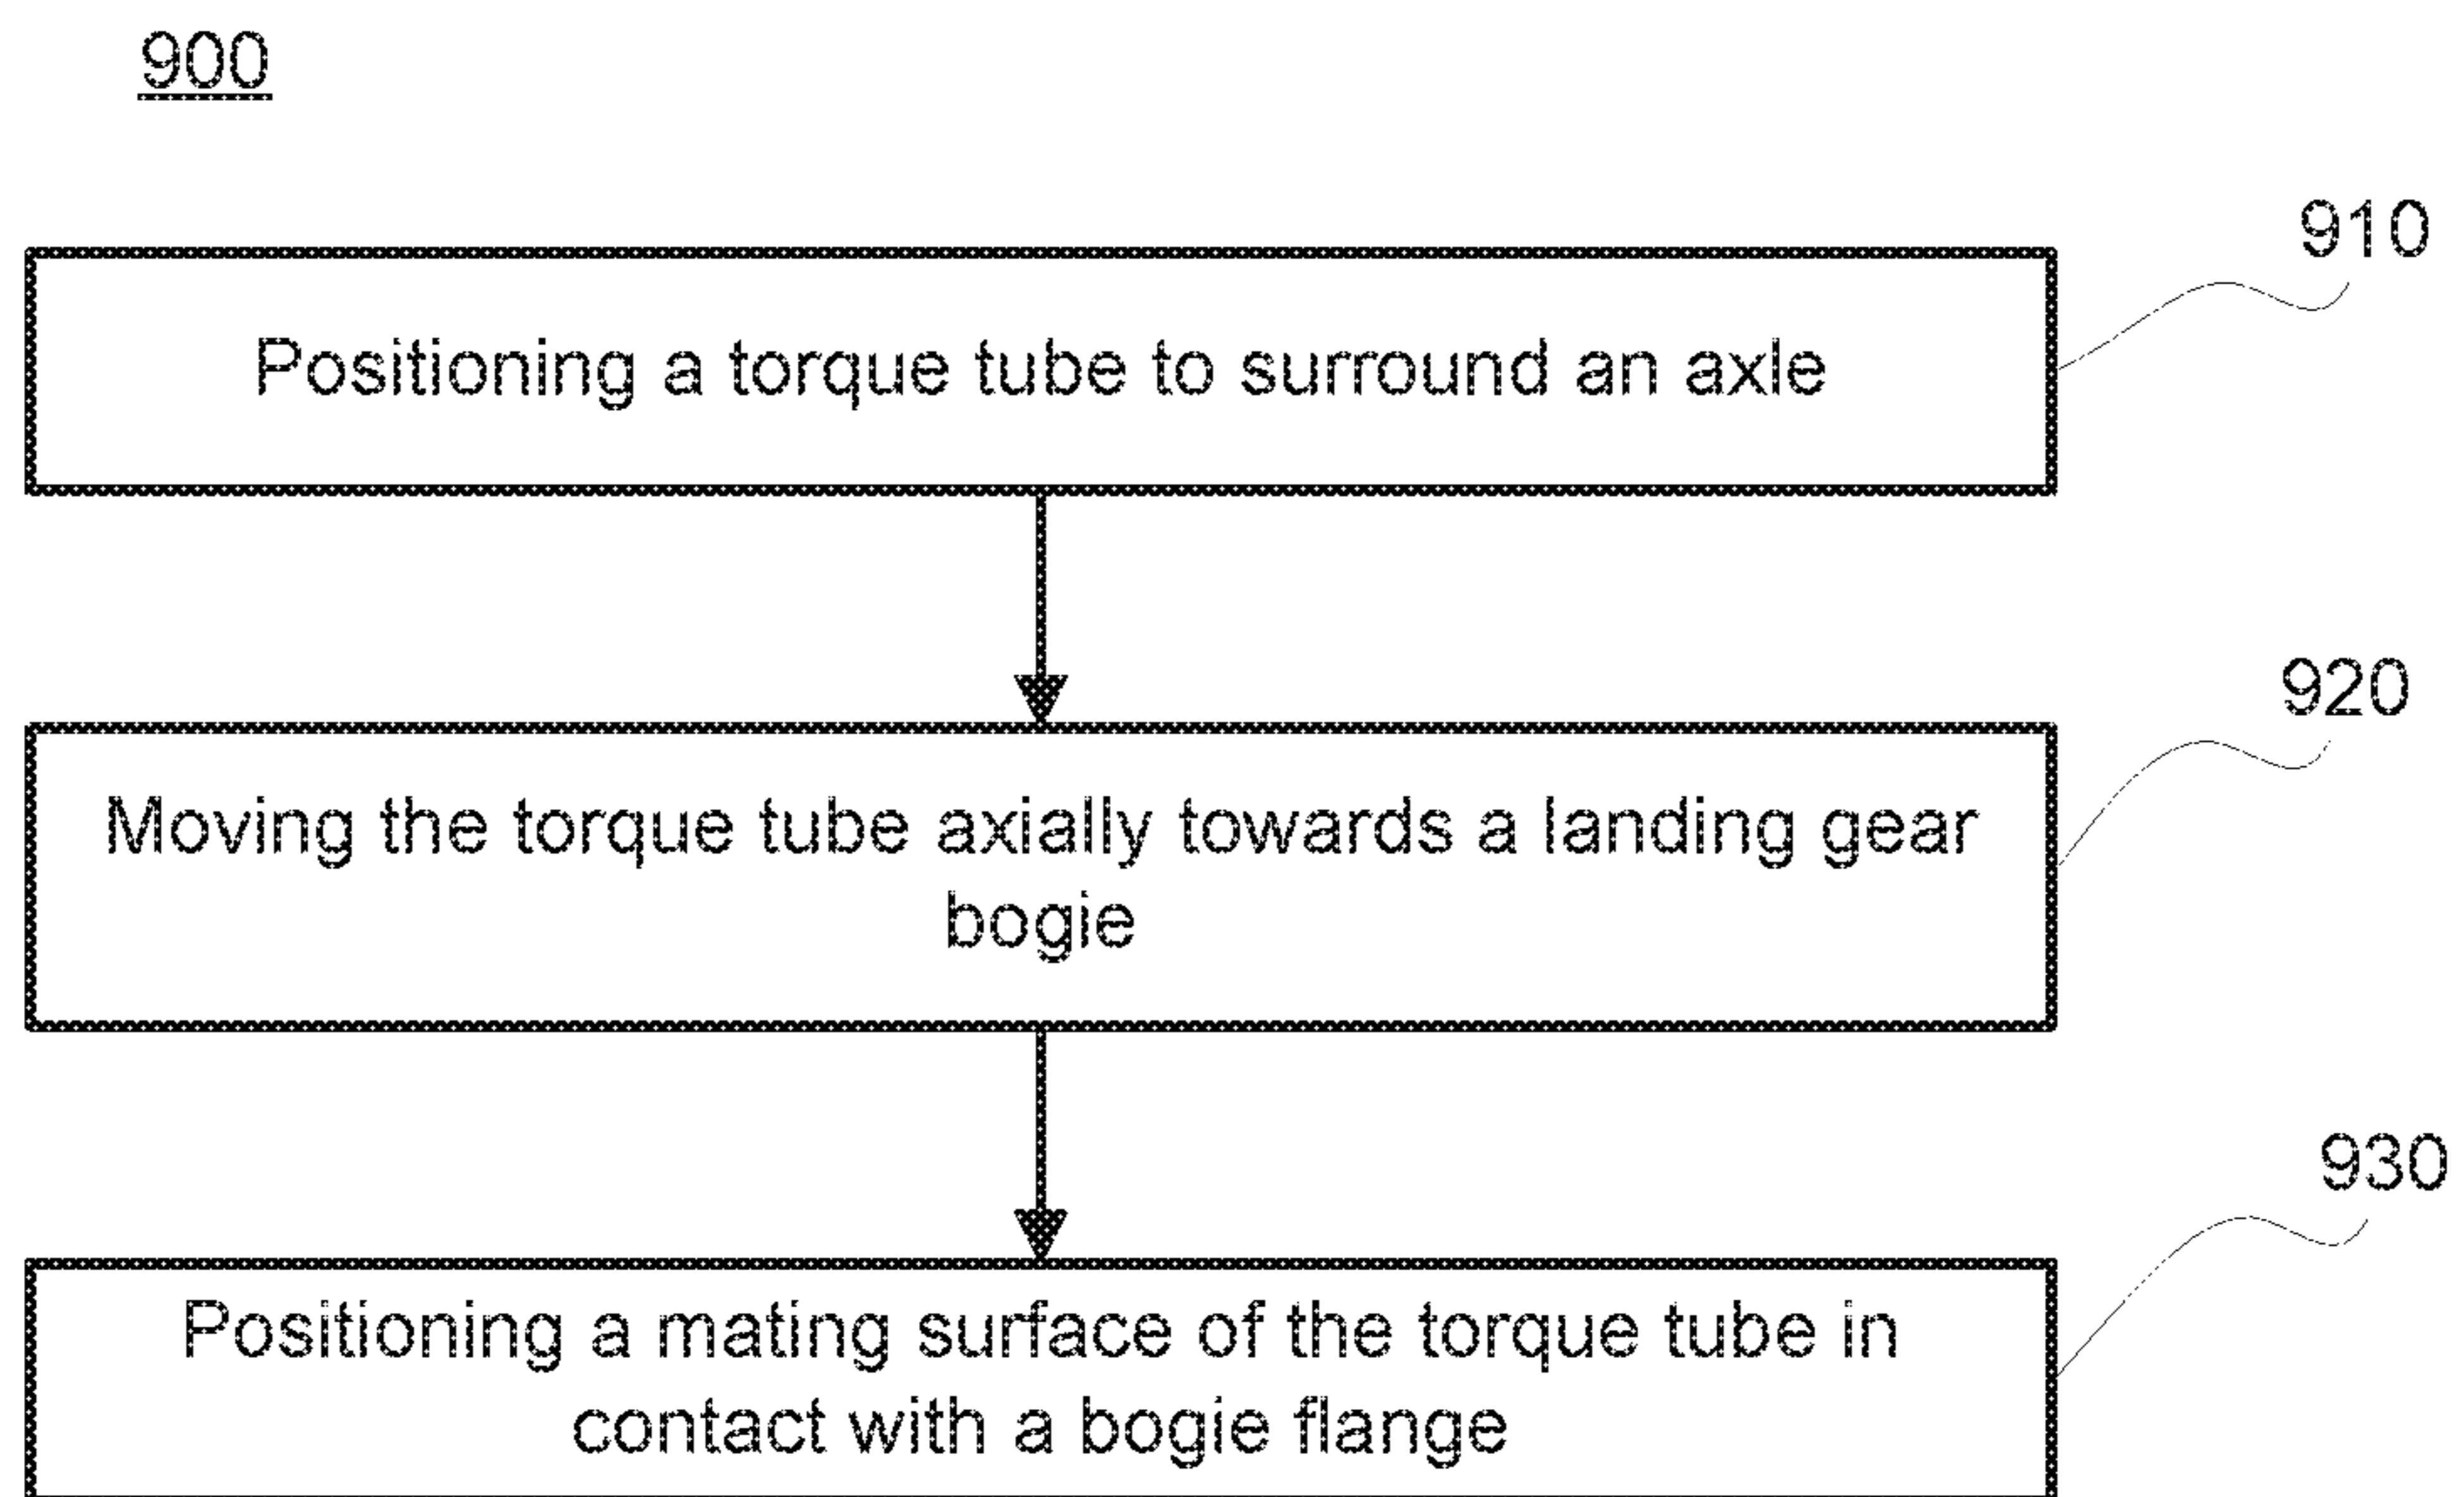 900
910
Positioning a torque tube to surround an axle
920
Moving the torque tube axially towards a landing gear
bogie
930
Positioning a mating surface of the torque tube in
contact with a bogie flange